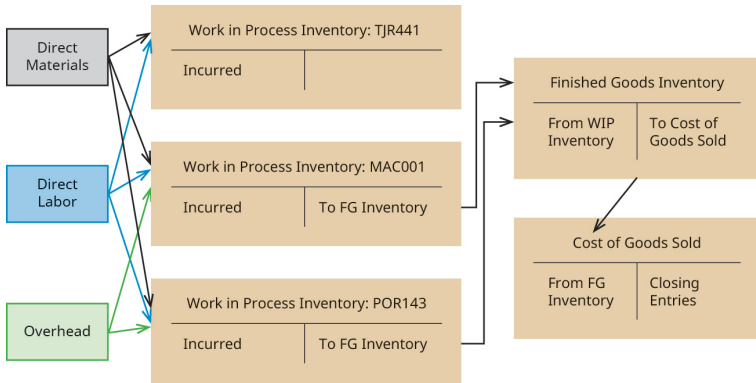 Direct
Materials
Direct
Labor
Overhead
Work in Process Inventory: TJR441
Incurred
Work in Process Inventory: MAC001
Incurred
To FG Inventory
Work in Process Inventory: POR143
Incurred
To FG Inventory
Finished Goods Inventory
From WIP
Inventory
To Cost of
Goods Sold
Cost of Goods Sold
From FG
Inventory
Closing
Entries